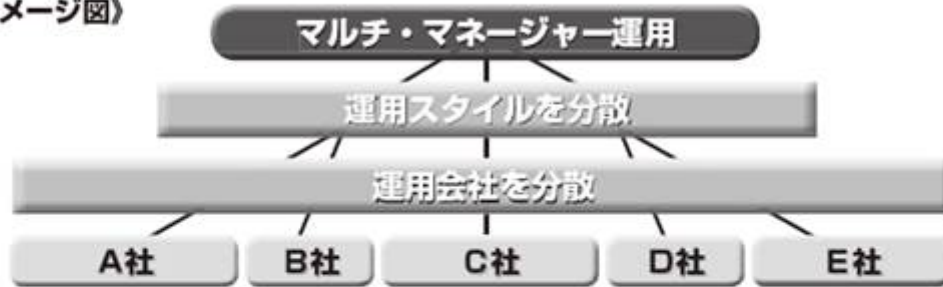 メージ図》
マルチ・マネージャー運用
運用スタイルを分散
運用会社を分散
A社 B社 C社 D社 E社